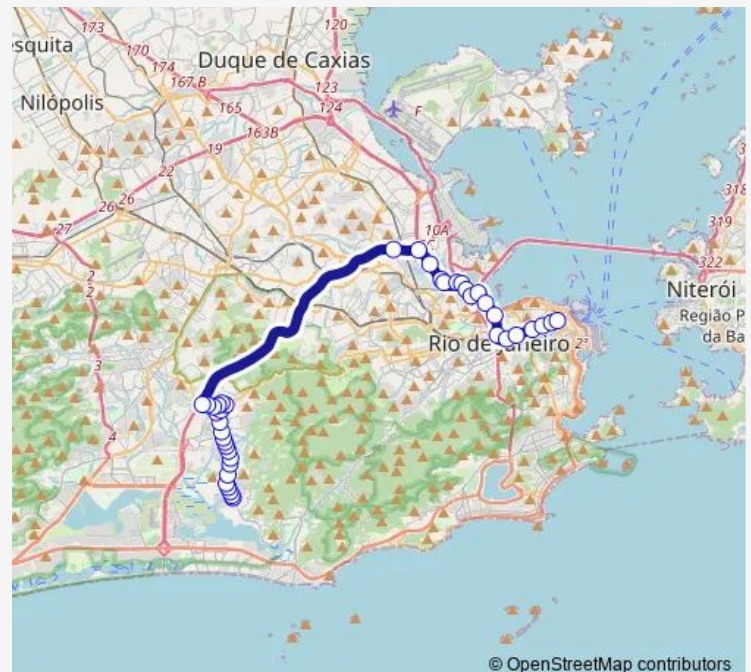 173
120
esquita
170
174
Duque de Caxias
167 B
123
Nilópolis
165
124
F
163B
19
22
318
26
26
319
27
10A
C
322
2
2
Niterói
Região P
da Ba
Rio de Janeiro
2ª
3
4
© OpenStreetMap contributors